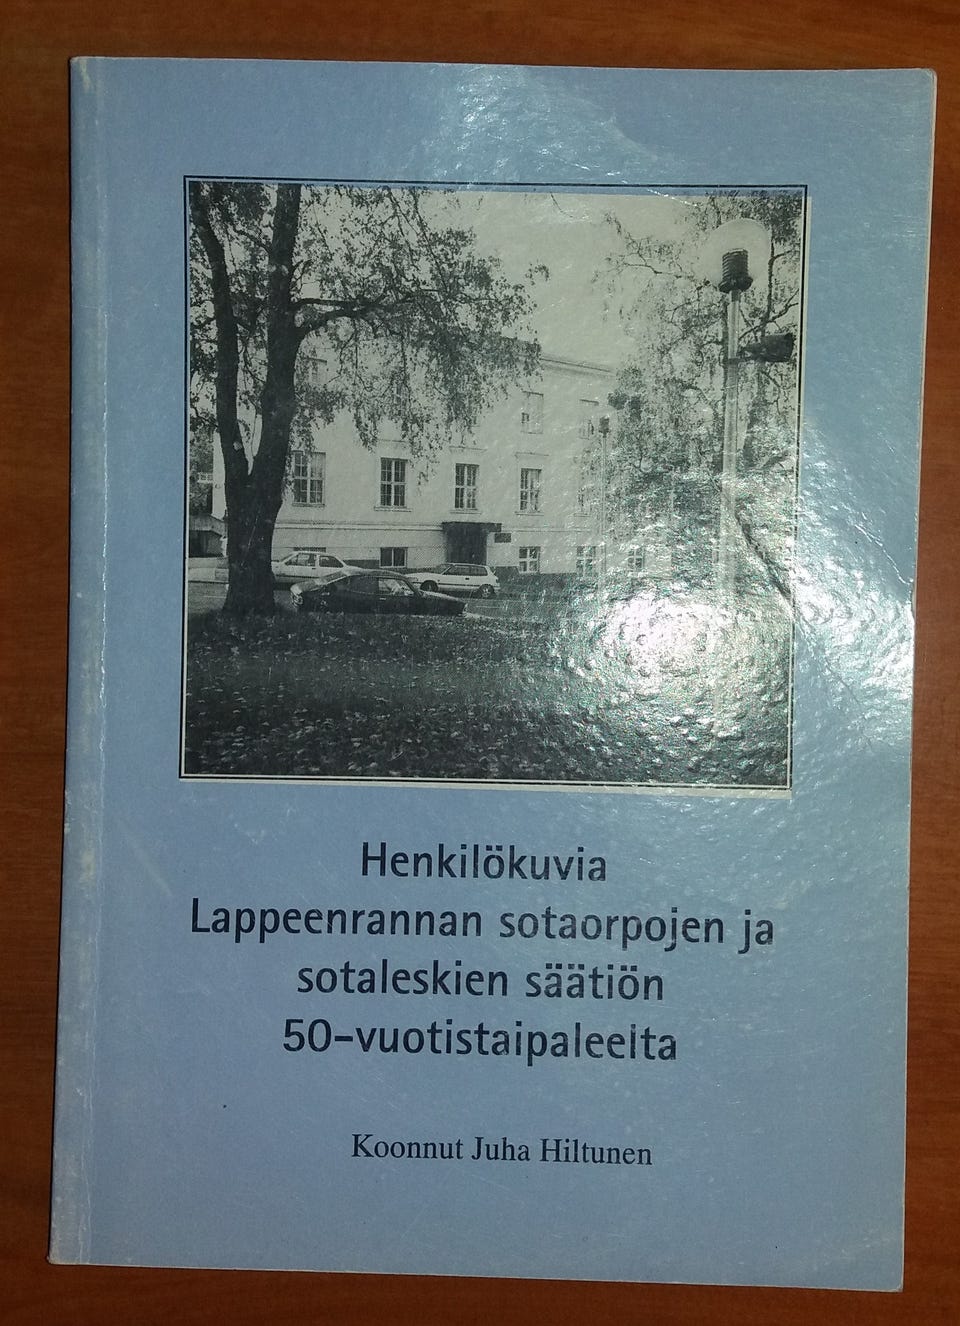 Henkilökuvia
Lappeenrannan sotaorpojen ja
sotaleskien säätiön
50-vuotistaipaleelta
Koonnut Juha Hiltunen